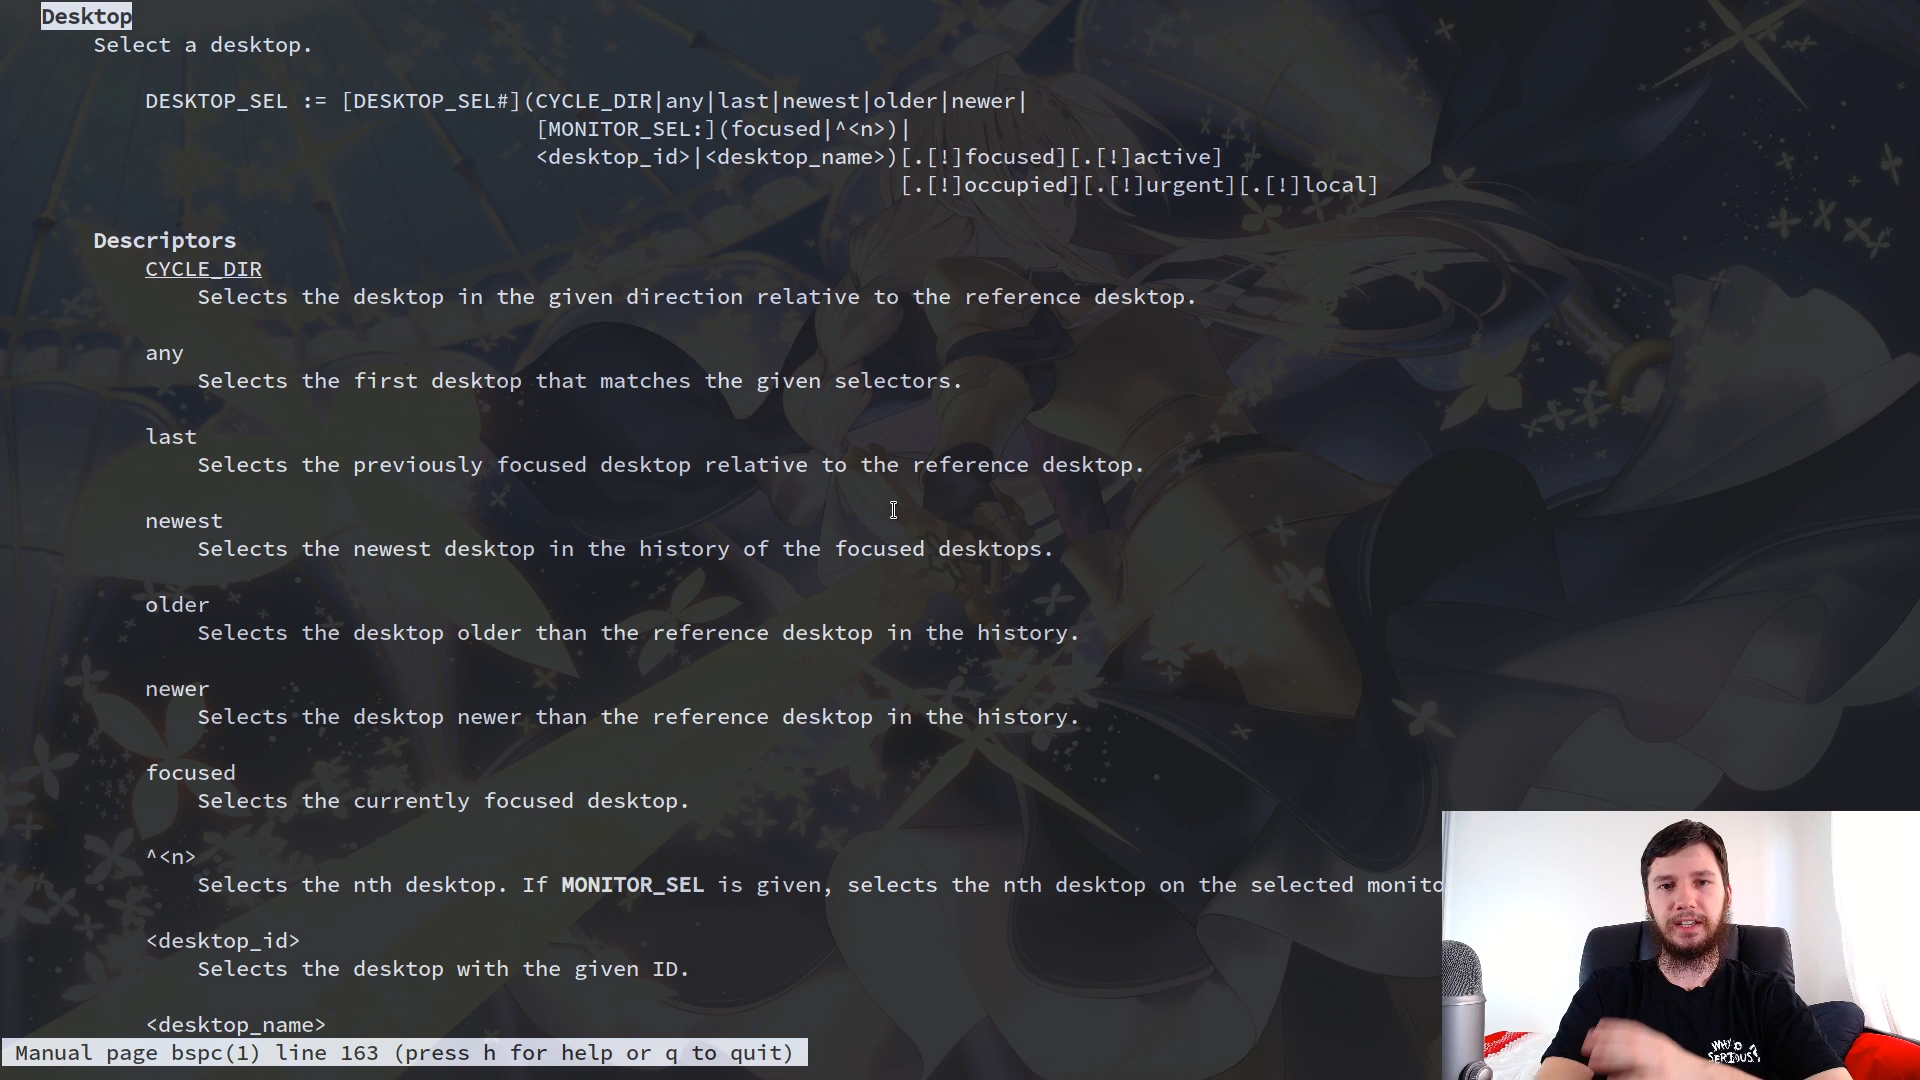 Desktop
Select a desktop.
DESKTOP_SEL := [DESKTOP_SEL#](CYCLE_DIR|any|last|newest|older|newer|
[MONITOR_SEL:](focused|^<n>)|
<desktop_id>|<desktop_name>)[.[!]focused][.[!]active]
[.[!]occupied][.[!]urgent][.[!]local]
Descriptors
CYCLE_DIR
Selects the desktop in the given direction relative to the reference desktop.
any
Selects the first desktop that matches the given selectors.
last
Selects the previously focused desktop relative to the reference desktop.
newest
Selects the newest desktop in the history of the focused desktops.
older
Selects the desktop older than the reference desktop in the history.
newer
Selects the desktop newer than the reference desktop in the history.
focused
Selects the currently focused desktop.
^<n>
Selects the nth desktop. If MONITOR_SEL is given, selects the nth desktop on the selected monito
<desktop_id>
Selects the desktop with the given ID.
<desktop_name>
Manual page bspc(1) line 163 (press h for help or q to quit)
WHY SO
SERIOUS?